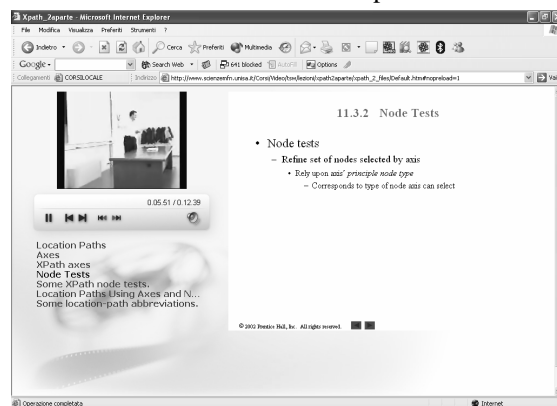 Xpath_2aparte - Microsoft Internet Explorer
File Modifica Visualizza Preferiti Strumenti ?
Indietro Cerca Preferiti Multimedia
Google Search Web 641 blocked AutoFill Options
Collegamenti CORSILOCALE Indirizzo http://www.scienzemfn.unisa.it/Corsi/Video/tsw/lezioni/xpath2aparte/xpath_2_files/Default.htm#nopreload=1 Vai
11.3.2 Node Tests
• Node tests
– Refine set of nodes selected by axis
• Rely upon axis' principle node type
– Corresponds to type of node axis can select
0.05.51 / 0.12.39
Location Paths
Axes
XPath axes
Node Tests
Some XPath node tests.
Location Paths Using Axes and N...
Some location-path abbreviations.
© 2002 Prentice Hall, Inc. All rights reserved.
Operazione completata Internet